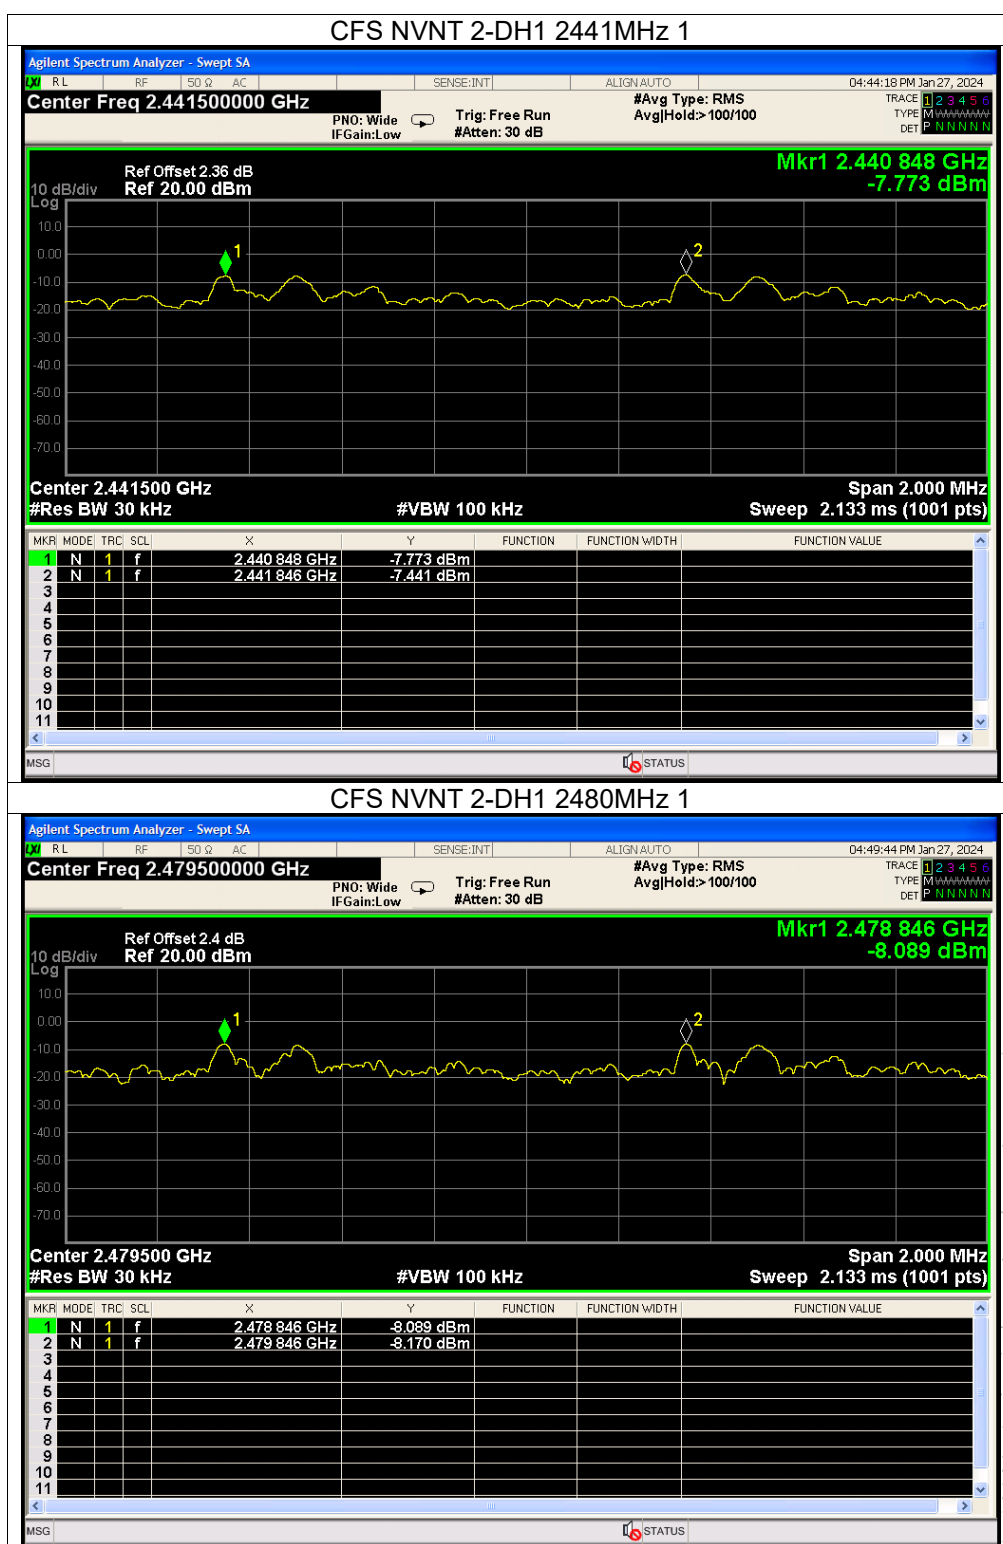 CFS NVNT 2-DH1 2441MHz 1
Agilent Spectrum Analyzer - Swept SA
LXI RL RF 50 Ω AC SENSE:INT ALIGNAUTO 04:44:18 PM Jan 27, 2024
Center Freq 2.441500000 GHz #Avg Type: RMS TRACE 1 2 3 4 5 6
PNO: Wide Trig: Free Run Avg|Hold:>100/100 TYPE M
IFGain:Low #Atten: 30 dB DET P N N N N N
Mkr1 2.440 848 GHz
Ref Offset 2.36 dB
-7.773 dBm
10 dB/div Ref 20.00 dBm
Log
10.0
1 2
0.00
-10.0
-20.0
-30.0
-40.0
-50.0
-60.0
-70.0
Center 2.441500 GHz Span 2.000 MHz
#Res BW 30 kHz #VBW 100 kHz Sweep 2.133 ms (1001 pts)
MKR MODE TRC SCL X Y FUNCTION FUNCTION WIDTH FUNCTION VALUE
1 N 1 f 2.440 848 GHz -7.773 dBm
2 N 1 f 2.441 846 GHz -7.441 dBm
3
4
5
6
7
8
9
10
11
MSG STATUS
CFS NVNT 2-DH1 2480MHz 1
Agilent Spectrum Analyzer - Swept SA
LXI RL RF 50 Ω AC SENSE:INT ALIGNAUTO 04:49:44 PM Jan 27, 2024
Center Freq 2.479500000 GHz #Avg Type: RMS TRACE 1 2 3 4 5 6
PNO: Wide Trig: Free Run Avg|Hold:>100/100 TYPE M
IFGain:Low #Atten: 30 dB DET P N N N N N
Mkr1 2.478 846 GHz
Ref Offset 2.4 dB
-8.089 dBm
10 dB/div Ref 20.00 dBm
Log
10.0
1 2
0.00
-10.0
-20.0
-30.0
-40.0
-50.0
-60.0
-70.0
Center 2.479500 GHz Span 2.000 MHz
#Res BW 30 kHz #VBW 100 kHz Sweep 2.133 ms (1001 pts)
MKR MODE TRC SCL X Y FUNCTION FUNCTION WIDTH FUNCTION VALUE
1 N 1 f 2.478 846 GHz -8.089 dBm
2 N 1 f 2.479 846 GHz -8.170 dBm
3
4
5
6
7
8
9
10
11
MSG STATUS